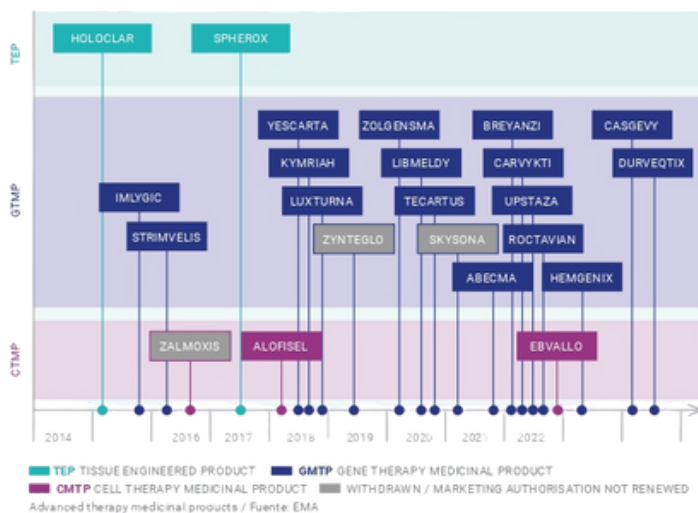 TEP
HOLOCLAR SPHEROX
GTMP
YESCARTA ZOLGENSMA BREYANZI CASGEVY
KYMRIAH LIBMELDY CARVYKTI DURVEQTIX
IMLYGIC LUXTURNA TECARTUS UPSTAZA
STRIMVELIS ZYNTEGLO SKYSONA ROCTAVIAN
ABECMA HEMGENIX
CTMP
ZALMOXIS ALOFISEL EBVALLO
2014 2016 2017 2018 2019 2020 2021 2022
TEP TISSUE ENGINEERED PRODUCT GMTP GENE THERAPY MEDICINAL PRODUCT
CMTP CELL THERAPY MEDICINAL PRODUCT WITHDRAWN / MARKETING AUTHORISATION NOT RENEWED
Advanced therapy medicinal products / Fuente: EMA